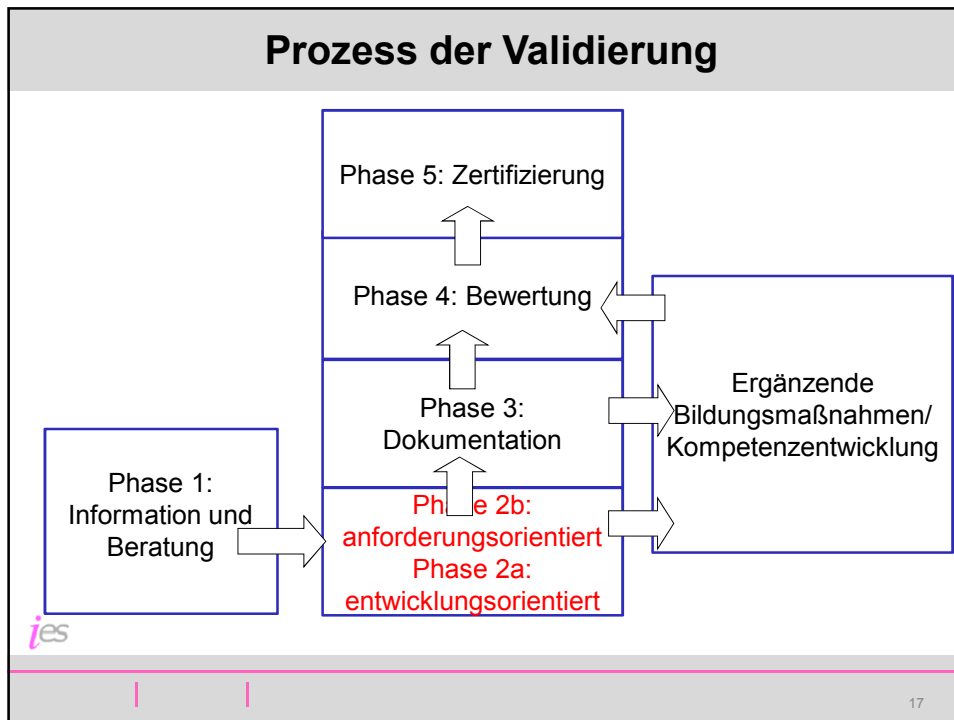 Prozess der Validierung
Phase 5: Zertifizierung
Phase 4: Bewertung
Phase 3:
Dokumentation
Ergänzende
Bildungsmaßnahmen/
Kompetenzentwicklung
Phase 1:
Information und
Beratung
Phase 2b:
anforderungsorientiert
Phase 2a:
entwicklungsorientiert
ies
17